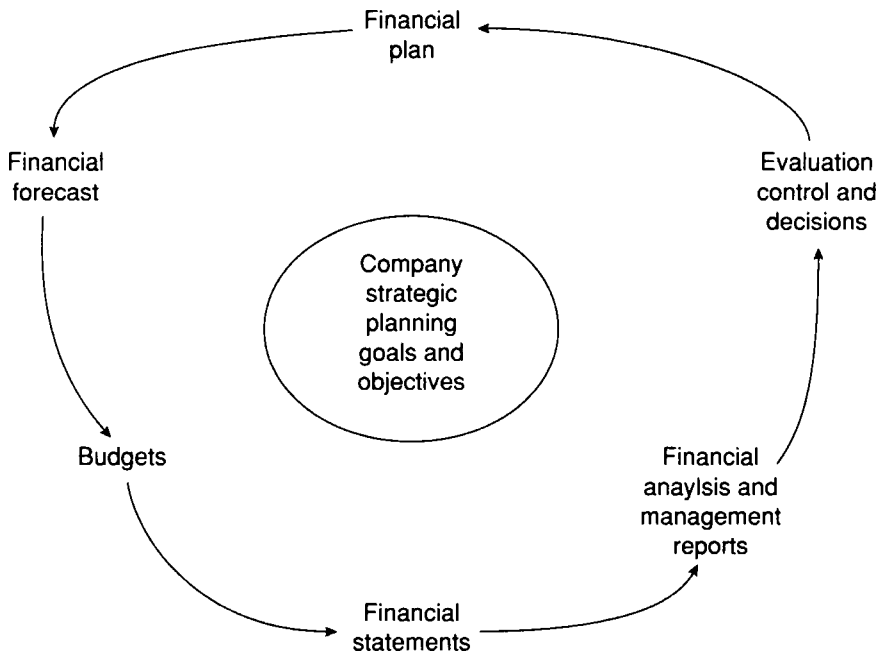 Financial
plan
Financial
forecast
Evaluation
control and
decisions
Company
strategic
planning
goals and
objectives
Budgets
Financial
anaylsis and
management
reports
Financial
statements